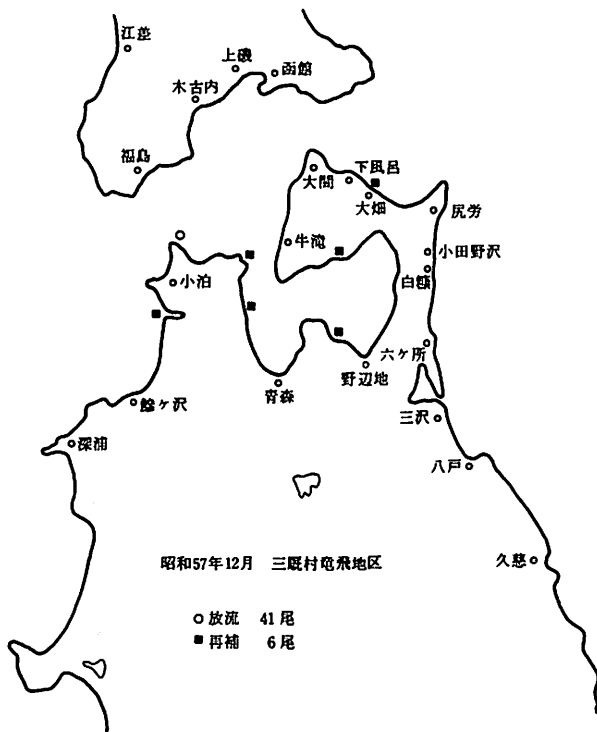 江差
上磯
函館
木古内
福島
大間
下風呂
大畑
尻労
牛滝
小田野沢
白糠
小泊
六ケ所
野辺地
青森
鰺ケ沢
三沢
深浦
八戸
久慈
昭和57年12月 三厩村竜飛地区
放流 41尾
再補 6尾